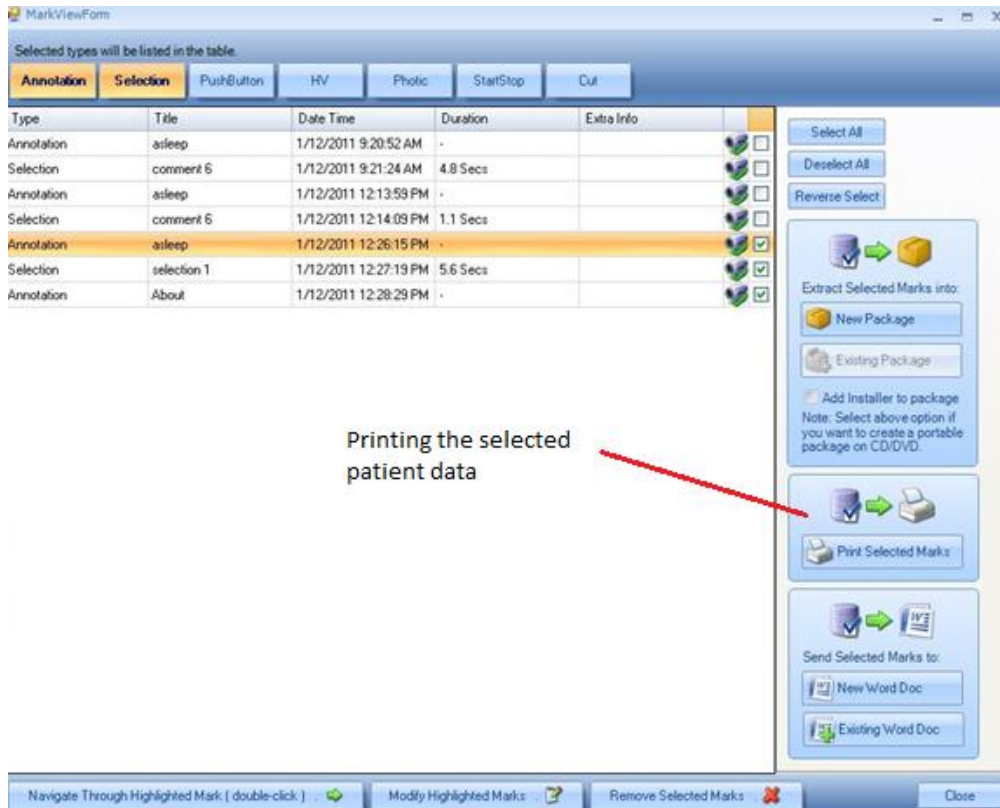 MarkViewForm
Selected types will be listed in the table.
Annotation Selection PushButton HV Photic StartStop Cut
Type Title Date Time Duration Extra Info
Annotation asleep 1/12/2011 9:20:52 AM -
Selection comment 6 1/12/2011 9:21:24 AM 4.8 Secs
Annotation asleep 1/12/2011 12:13:59 PM -
Selection comment 6 1/12/2011 12:14:09 PM 1.1 Secs
Annotation asleep 1/12/2011 12:26:15 PM -
Selection selection 1 1/12/2011 12:27:19 PM 5.6 Secs
Annotation About 1/12/2011 12:28:29 PM -
Select All
Deselect All
Reverse Select
Extract Selected Marks into:
New Package
Existing Package
Add Installer to package
Note: Select above option if
you want to create a portable
package on CD/DVD.
Printing the selected
patient data
Print Selected Marks
Send Selected Marks to:
New Word Doc
Existing Word Doc
Navigate Through Highlighted Mark ( double-click ) . Modify Highlighted Marks . Remove Selected Marks . Close